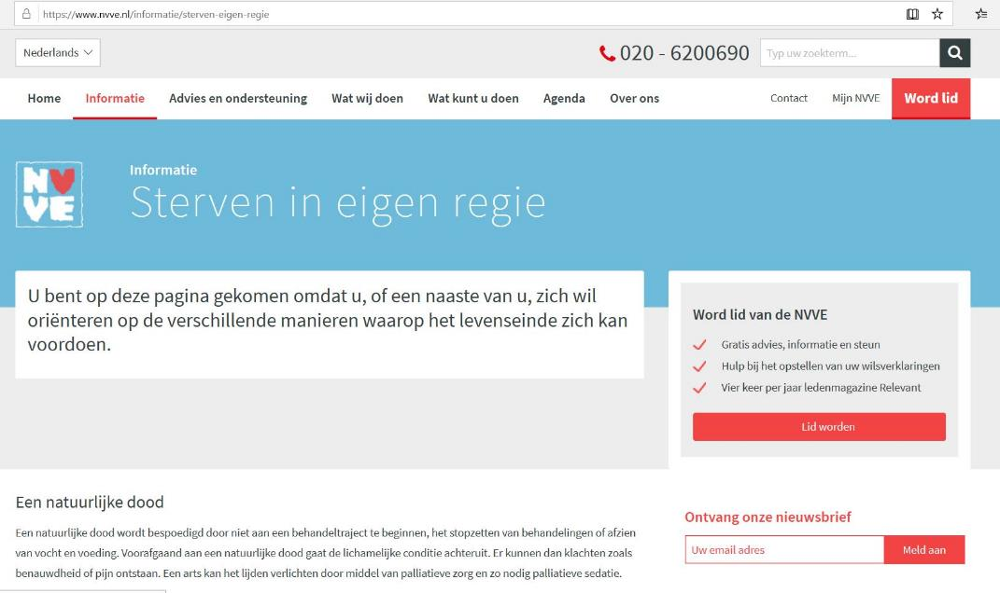 https://www.nvve.nl/informatie/sterven-eigen-regie
Nederlands
020 - 6200690
Typ uw zoekterm...
Home Informatie Advies en ondersteuning Wat wij doen Wat kunt u doen Agenda Over ons Contact Mijn NVVE Word lid
NVVE
Informatie
Sterven in eigen regie
U bent op deze pagina gekomen omdat u, of een naaste van u, zich wil
oriënteren op de verschillende manieren waarop het levenseinde zich kan
voordoen.
Word lid van de NVVE
Gratis advies, informatie en steun
Hulp bij het opstellen van uw wilsverklaringen
Vier keer per jaar ledenmagazine Relevant
Lid worden
Een natuurlijke dood
Een natuurlijke dood wordt bespoedigd door niet aan een behandeltraject te beginnen, het stopzetten van behandelingen of afzien
van vocht en voeding. Voorafgaand aan een natuurlijke dood gaat de lichamelijke conditie achteruit. Er kunnen dan klachten zoals
benauwdheid of pijn ontstaan. Een arts kan het lijden verlichten door middel van palliatieve zorg en zo nodig palliatieve sedatie.
Ontvang onze nieuwsbrief
Uw email adres
Meld aan